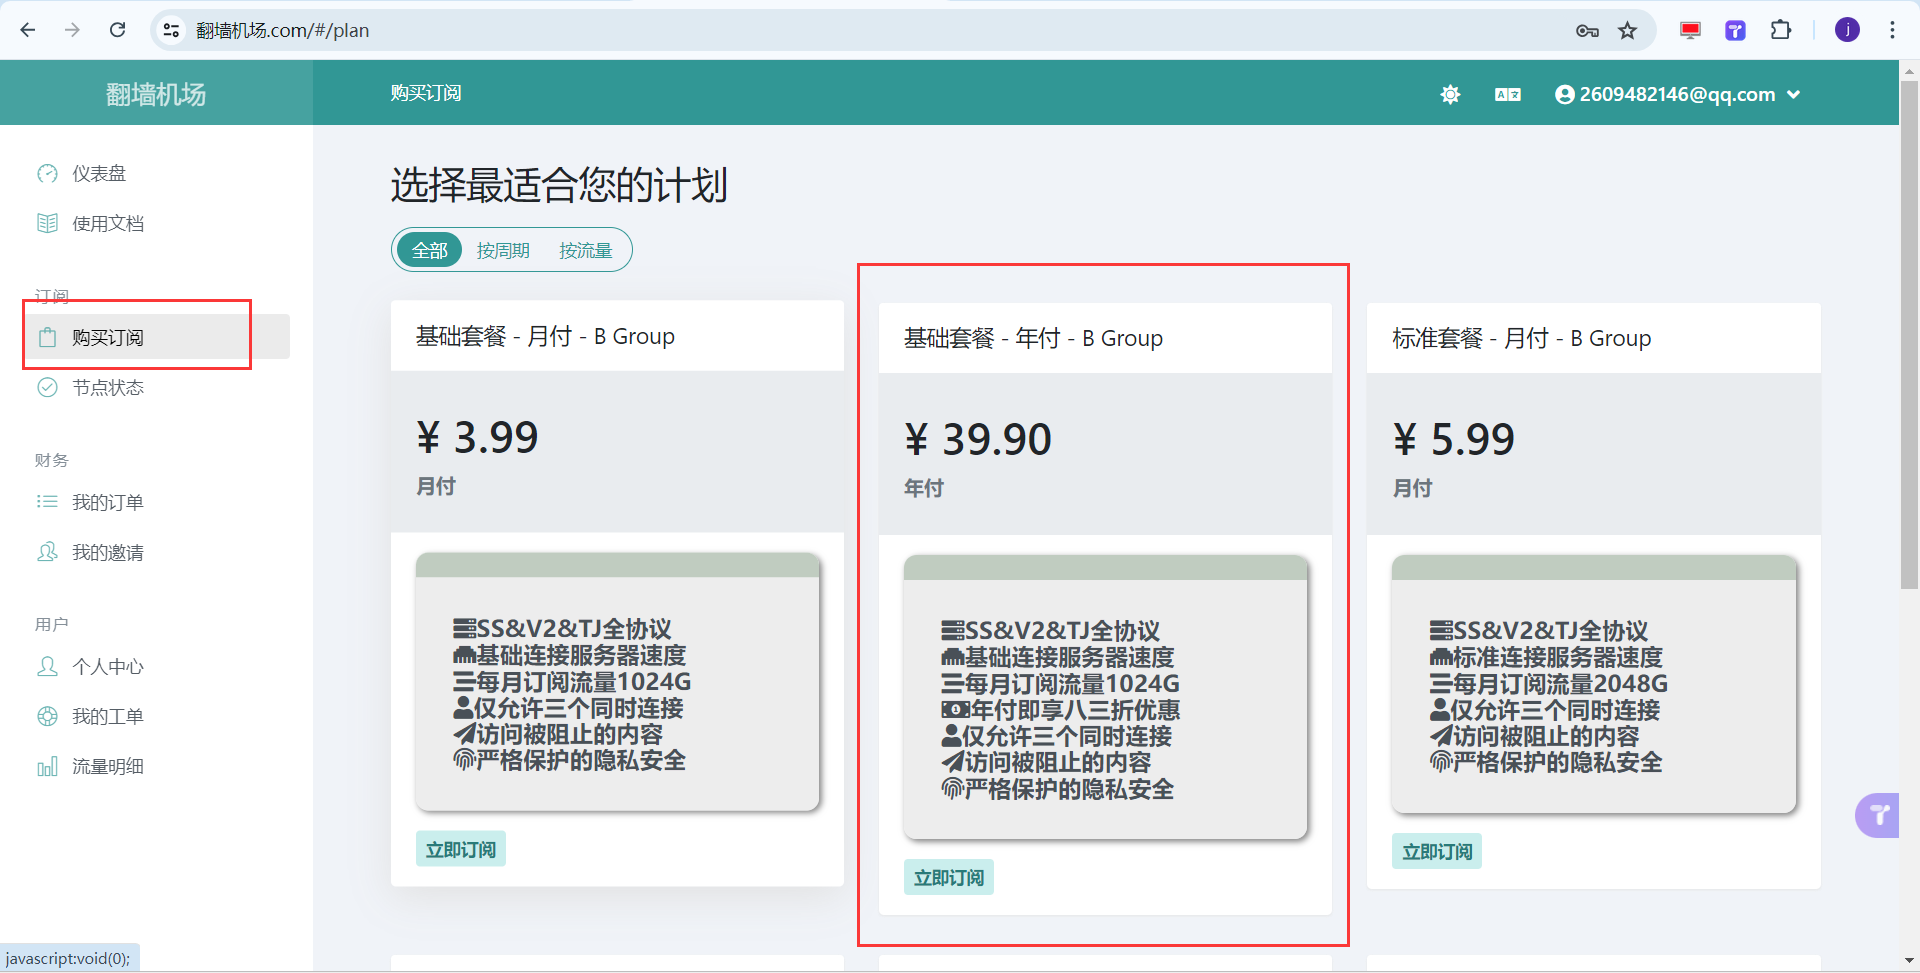 翻墙机场.com/#/plan
j
翻墙机场
购买订阅
2609482146@qq.com
仪表盘
使用文档
订阅
购买订阅
节点状态
财务
我的订单
我的邀请
用户
个人中心
我的工单
流量明细
选择最适合您的计划
全部 按周期 按流量
基础套餐 - 月付 - B Group
¥ 3.99
月付
SS&V2&TJ全协议
基础连接服务器速度
每月订阅流量1024G
仅允许三个同时连接
访问被阻止的内容
严格保护的隐私安全
立即订阅
基础套餐 - 年付 - B Group
¥ 39.90
年付
SS&V2&TJ全协议
基础连接服务器速度
每月订阅流量1024G
年付即享八三折优惠
仅允许三个同时连接
访问被阻止的内容
严格保护的隐私安全
立即订阅
标准套餐 - 月付 - B Group
¥ 5.99
月付
SS&V2&TJ全协议
标准连接服务器速度
每月订阅流量2048G
仅允许三个同时连接
访问被阻止的内容
严格保护的隐私安全
立即订阅
javascript:void(0);